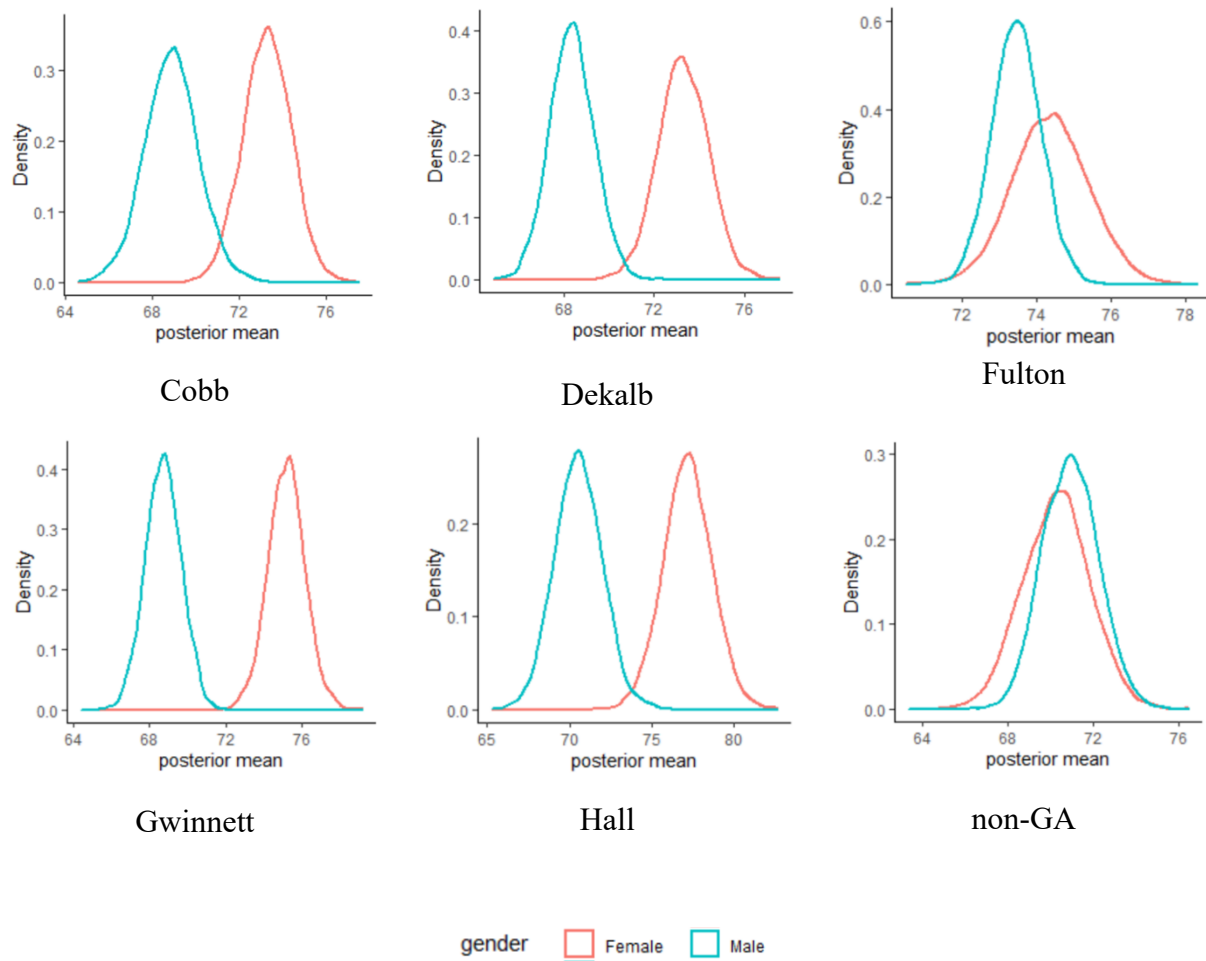 Density
0.3
0.2
0.1
0.0
64 68 72 76
posterior mean
Cobb
Density
0.4
0.3
0.2
0.1
0.0
68 72 76
posterior mean
Dekalb
Density
0.6
0.4
0.2
0.0
72 74 76 78
posterior mean
Fulton
Density
0.4
0.3
0.2
0.1
0.0
64 68 72 76
posterior mean
Gwinnett
Density
0.2
0.1
0.0
65 70 75 80
posterior mean
Hall
Density
0.3
0.2
0.1
0.0
64 68 72 76
posterior mean
non-GA
gender Female Male